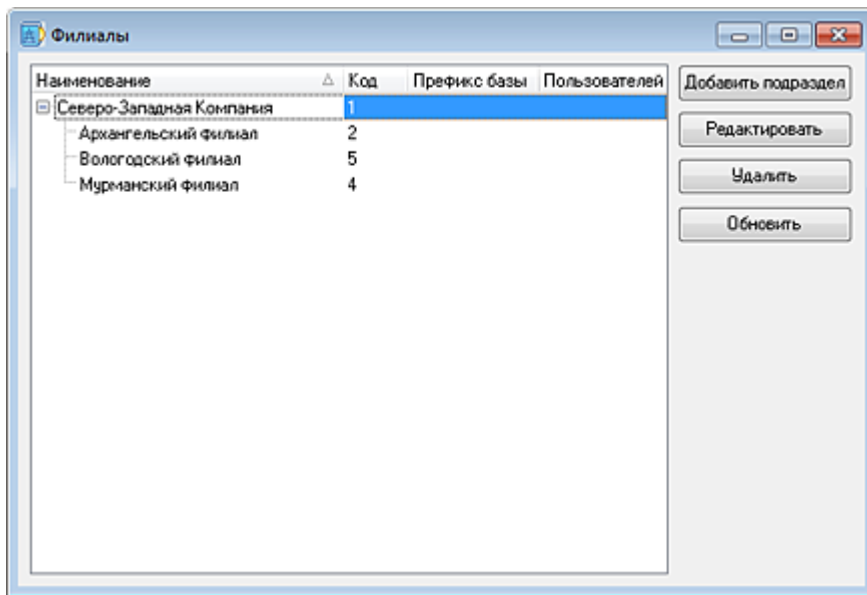 Филиалы
Наименование Код Префикс базы Пользователей
Северо-Западная Компания 1
Архангельский филиал 2
Вологодский филиал 5
Мурманский филиал 4
Добавить подраздел
Редактировать
Удалить
Обновить